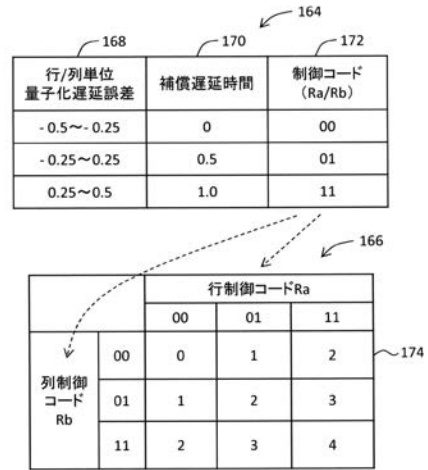 164
168
170
172
行/列単位
量子化遅延誤差
補償遅延時間
制御コード
(Ra/Rb)
- 0.5～- 0.25
0
00
- 0.25～0.25
0.5
01
0.25～0.5
1.0
11
166
行制御コードRa
00
01
11
174
列制御
コード
Rb
00
0
1
2
01
1
2
3
11
2
3
4